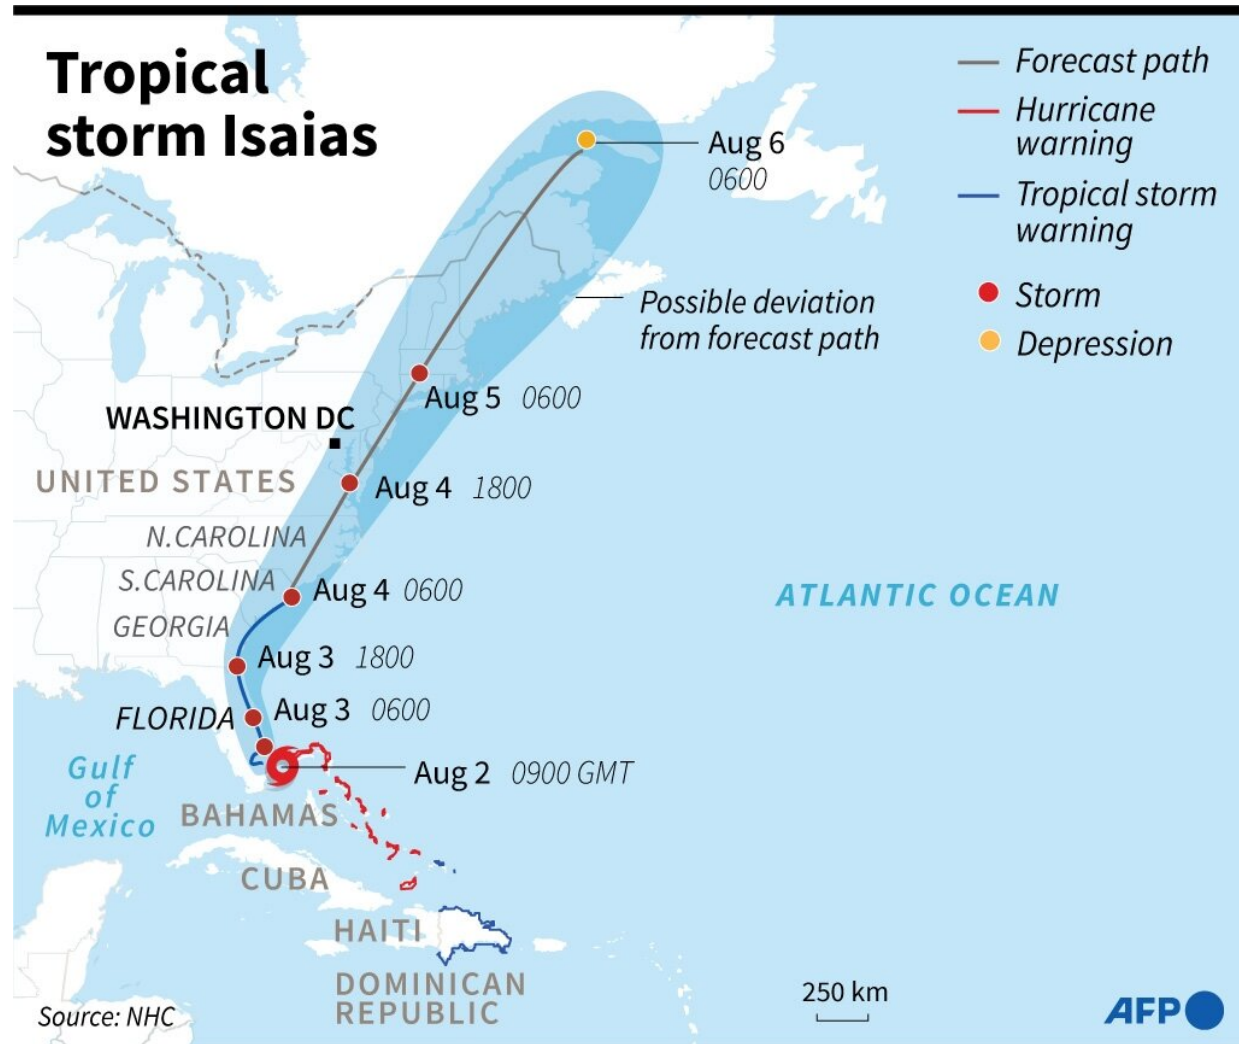 Tropical
storm Isaias
Forecast path
Hurricane
warning
Tropical storm
warning
Storm
Depression
Aug 6
0600
Possible deviation
from forecast path
Aug 5 0600
WASHINGTON DC
UNITED STATES
Aug 4 1800
N.CAROLINA
S.CAROLINA
Aug 4 0600
ATLANTIC OCEAN
GEORGIA
Aug 3 1800
FLORIDA
Aug 3 0600
Gulf
of
Mexico
Aug 2 0900 GMT
BAHAMAS
CUBA
HAITI
DOMINICAN
REPUBLIC
250 km
Source: NHC
AFP